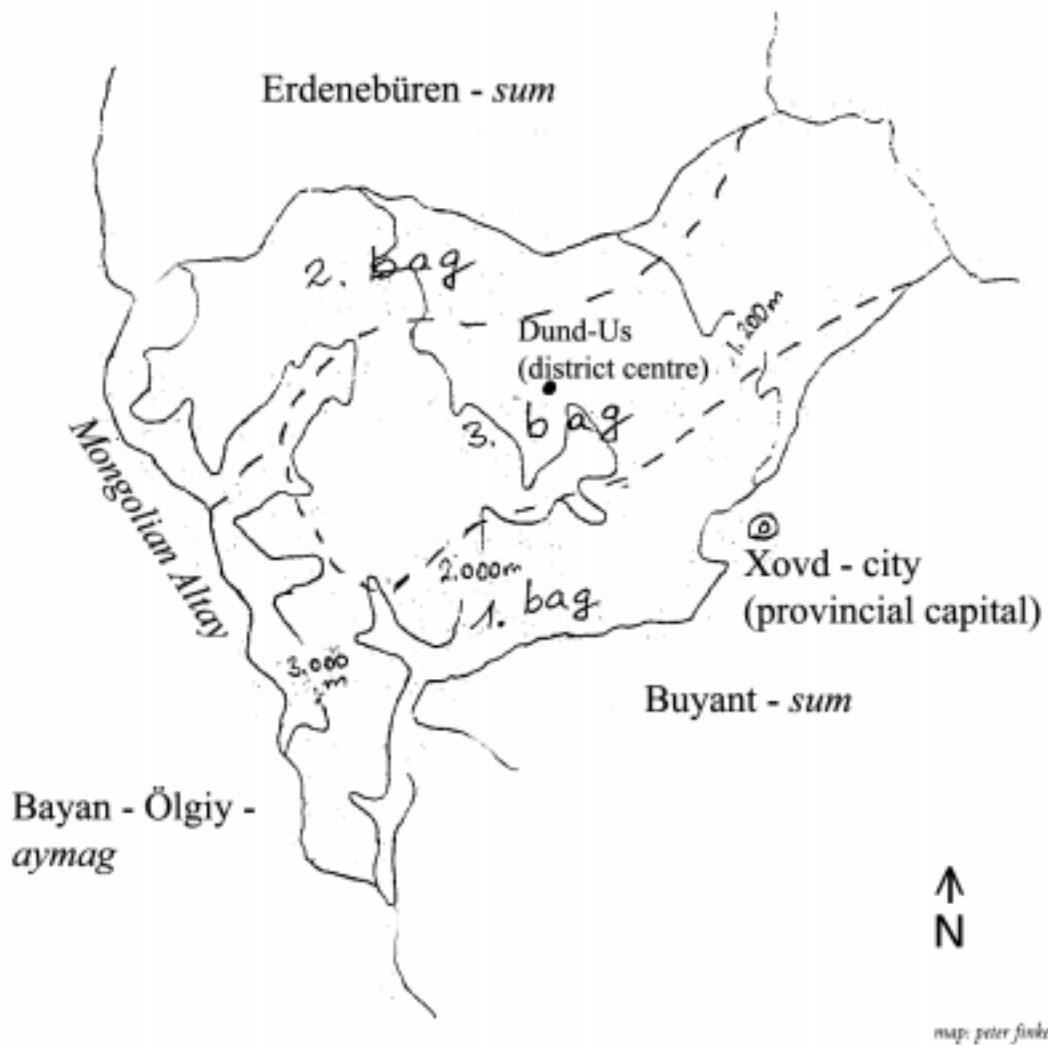 Erdenebüren - sum
2. bag
1.200m
Dund-Us
(district centre)
3. bag
Mongolian Altay
2.000m
Xovd - city
(provincial capital)
1. bag
3.000
m
Buyant - sum
Bayan - Ölgiy -
aymag
N
map: peter finke